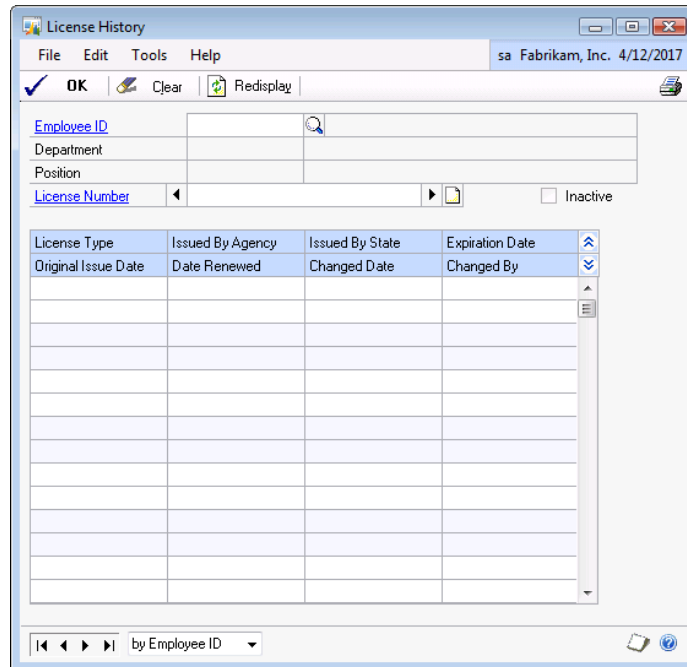 License History
File Edit Tools Help sa Fabrikam, Inc. 4/12/2017
OK Clear Redisplay
Employee ID
Department
Position
License Number Inactive
License Type Issued By Agency Issued By State Expiration Date
Original Issue Date Date Renewed Changed Date Changed By
by Employee ID